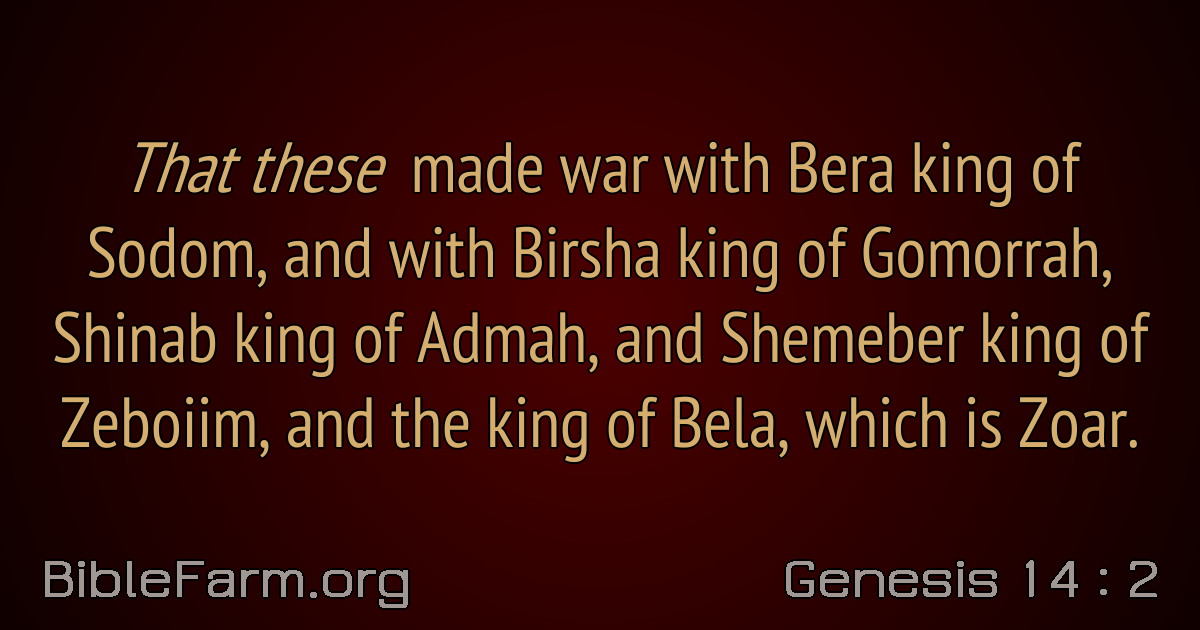 That these made war with Bera king of
Sodom, and with Birsha king of Gomorrah,
Shinab king of Admah, and Shemeber king of
Zeboiim, and the king of Bela, which is Zoar.
BibleFarm.org
Genesis 14 : 2